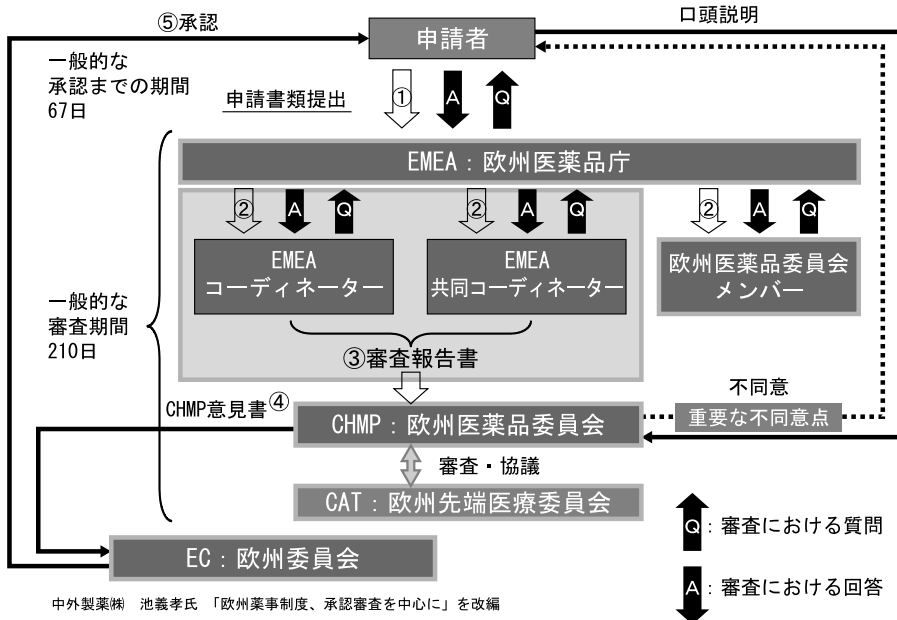 ⑤承認
口頭説明
申請者
一般的な
承認までの期間
67日
申請書類提出
①
A
Q
EMEA：欧州医薬品庁
②
A
Q
②
A
Q
②
A
Q
EMEA
コーディネーター
EMEA
共同コーディネーター
欧州医薬品委員会
メンバー
一般的な
審査期間
210日
③審査報告書
不同意
CHMP意見書④
CHMP：欧州医薬品委員会
重要な不同意点
審査・協議
CAT：欧州先端医療委員会
Q：審査における質問
EC：欧州委員会
A：審査における回答
中外製薬㈱　池義孝氏　「欧州薬事制度、承認審査を中心に」を改編